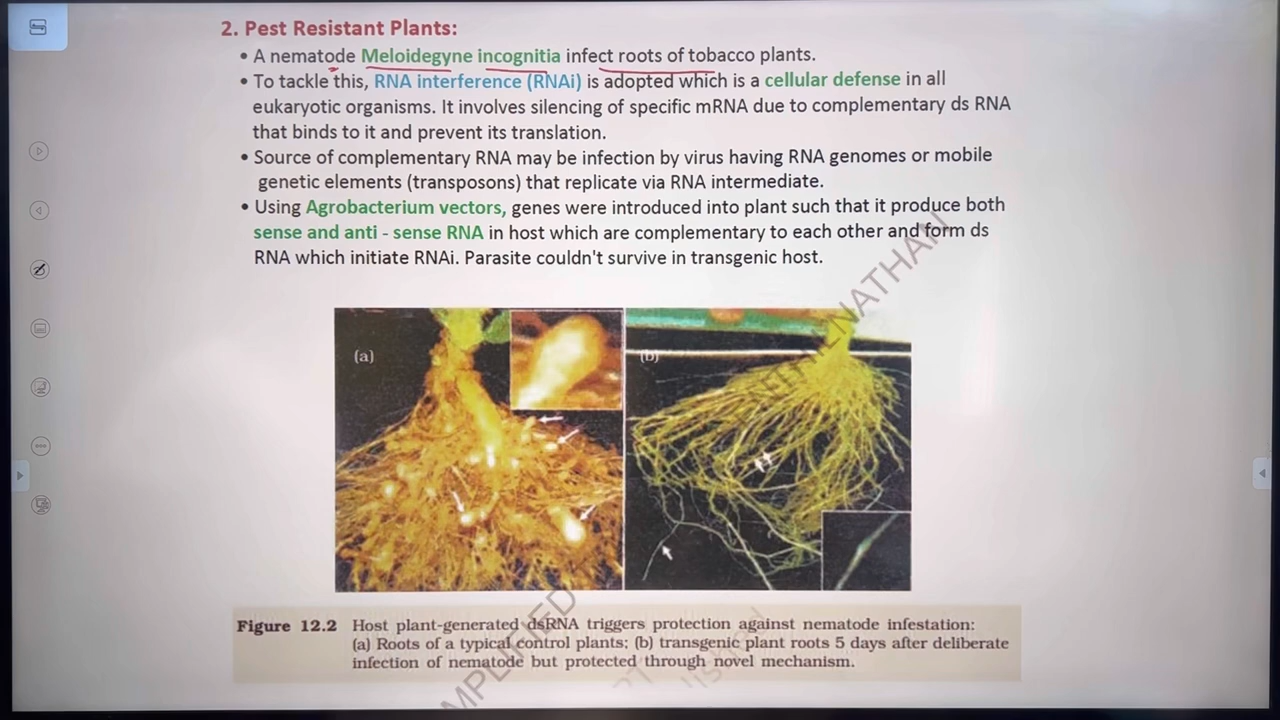 2. Pest Resistant Plants:
• A nematode Meloidegyne incognitia infect roots of tobacco plants.
• To tackle this, RNA interference (RNAi) is adopted which is a cellular defense in all
eukaryotic organisms. It involves silencing of specific mRNA due to complementary ds RNA
that binds to it and prevent its translation.
• Source of complementary RNA may be infection by virus having RNA genomes or mobile
genetic elements (transposons) that replicate via RNA intermediate.
• Using Agrobacterium vectors, genes were introduced into plant such that it produce both
sense and anti - sense RNA in host which are complementary to each other and form ds
RNA which initiate RNAi. Parasite couldn't survive in transgenic host.
(a)
(b)
Figure 12.2 Host plant-generated dsRNA triggers protection against nematode infestation:
(a) Roots of a typical control plants; (b) transgenic plant roots 5 days after deliberate
infection of nematode but protected through novel mechanism.